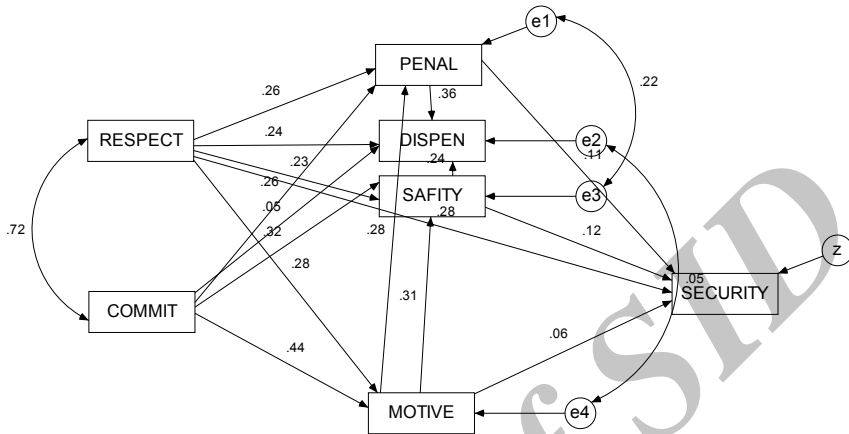 e1
PENAL
.26
.36
.22
RESPECT
.24
DISPEN
e2
.23
.24
.11
.26
SAFITY
e3
.05
.28
.32
.28
.12
.72
z
.28
.05
SECURITY
COMMIT
.31
.06
.44
MOTIVE
e4
f SID